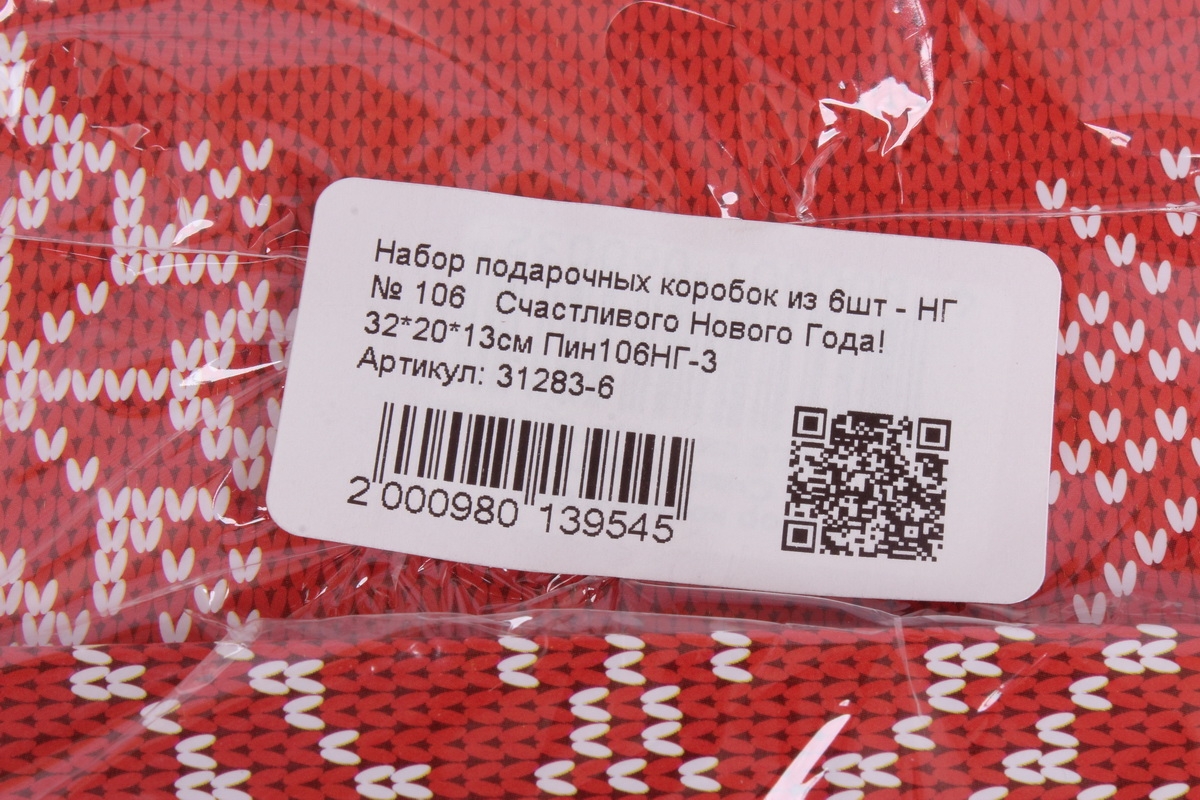 Набор подарочных коробок из 6шт - НГ
№ 106 Счастливого Нового Года!
32*20*13см Пин106НГ-3
Артикул: 31283-6
2 000980 139545